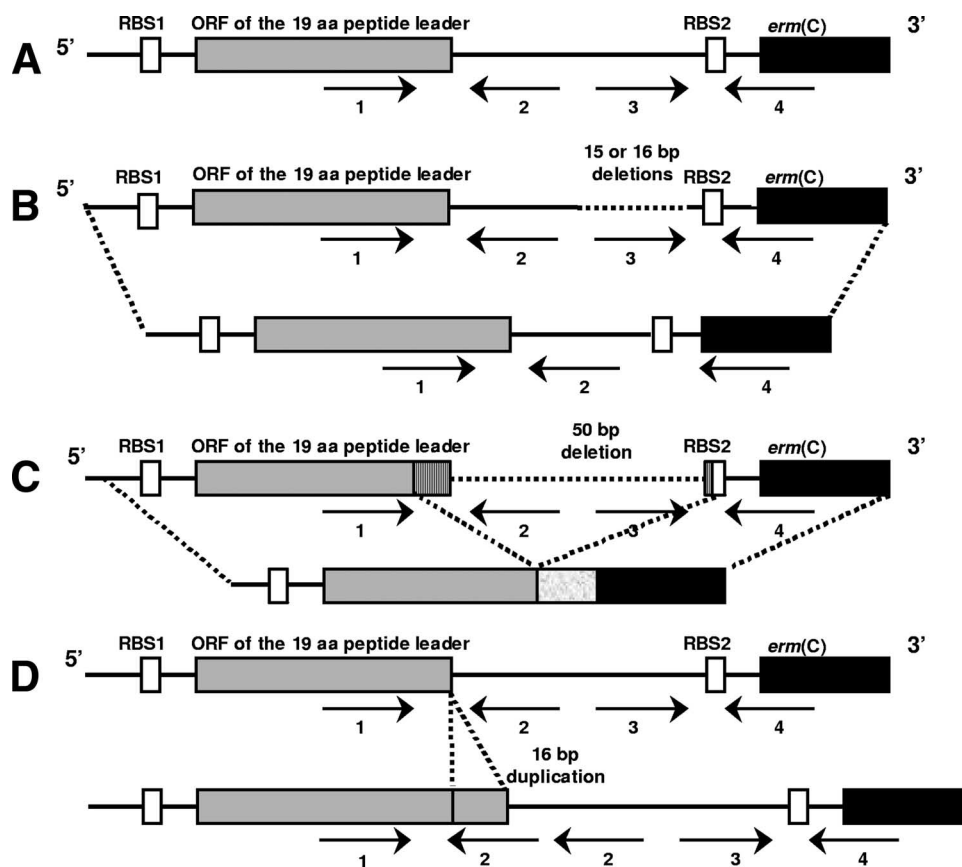 RBS1 ORF of the 19 aa peptide leader RBS2 erm(C)
5’ 3’
A
1 2 3 4
15 or 16 bp
deletions
5’ RBS1 ORF of the 19 aa peptide leader RBS2 erm(C) 3’
B
1 2 3 4
1 2 4
50 bp
deletion
5’ RBS1 ORF of the 19 aa peptide leader RBS2 erm(C) 3’
C
1 2 3 4
5’ RBS1 ORF of the 19 aa peptide leader RBS2 erm(C) 3’
D
1 2 3 4
16 bp
duplication
1 2 2 3 4